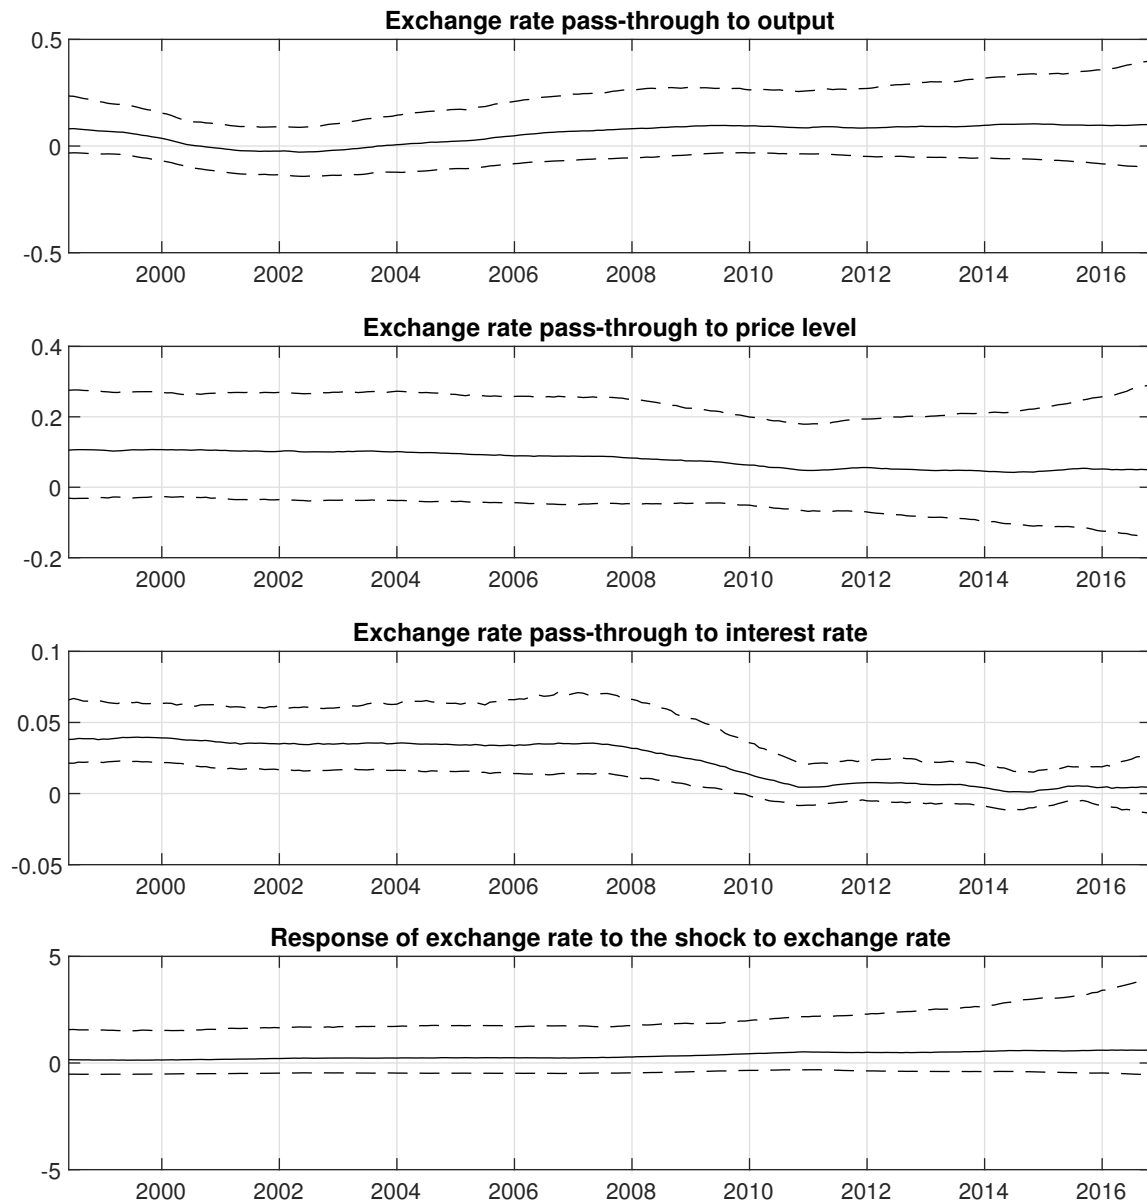 Exchange rate pass-through to output
0.5
0
-0.5
2000 2002 2004 2006 2008 2010 2012 2014 2016
Exchange rate pass-through to price level
0.4
0.2
0
-0.2
2000 2002 2004 2006 2008 2010 2012 2014 2016
Exchange rate pass-through to interest rate
0.1
0.05
0
-0.05
2000 2002 2004 2006 2008 2010 2012 2014 2016
Response of exchange rate to the shock to exchange rate
5
0
-5
2000 2002 2004 2006 2008 2010 2012 2014 2016